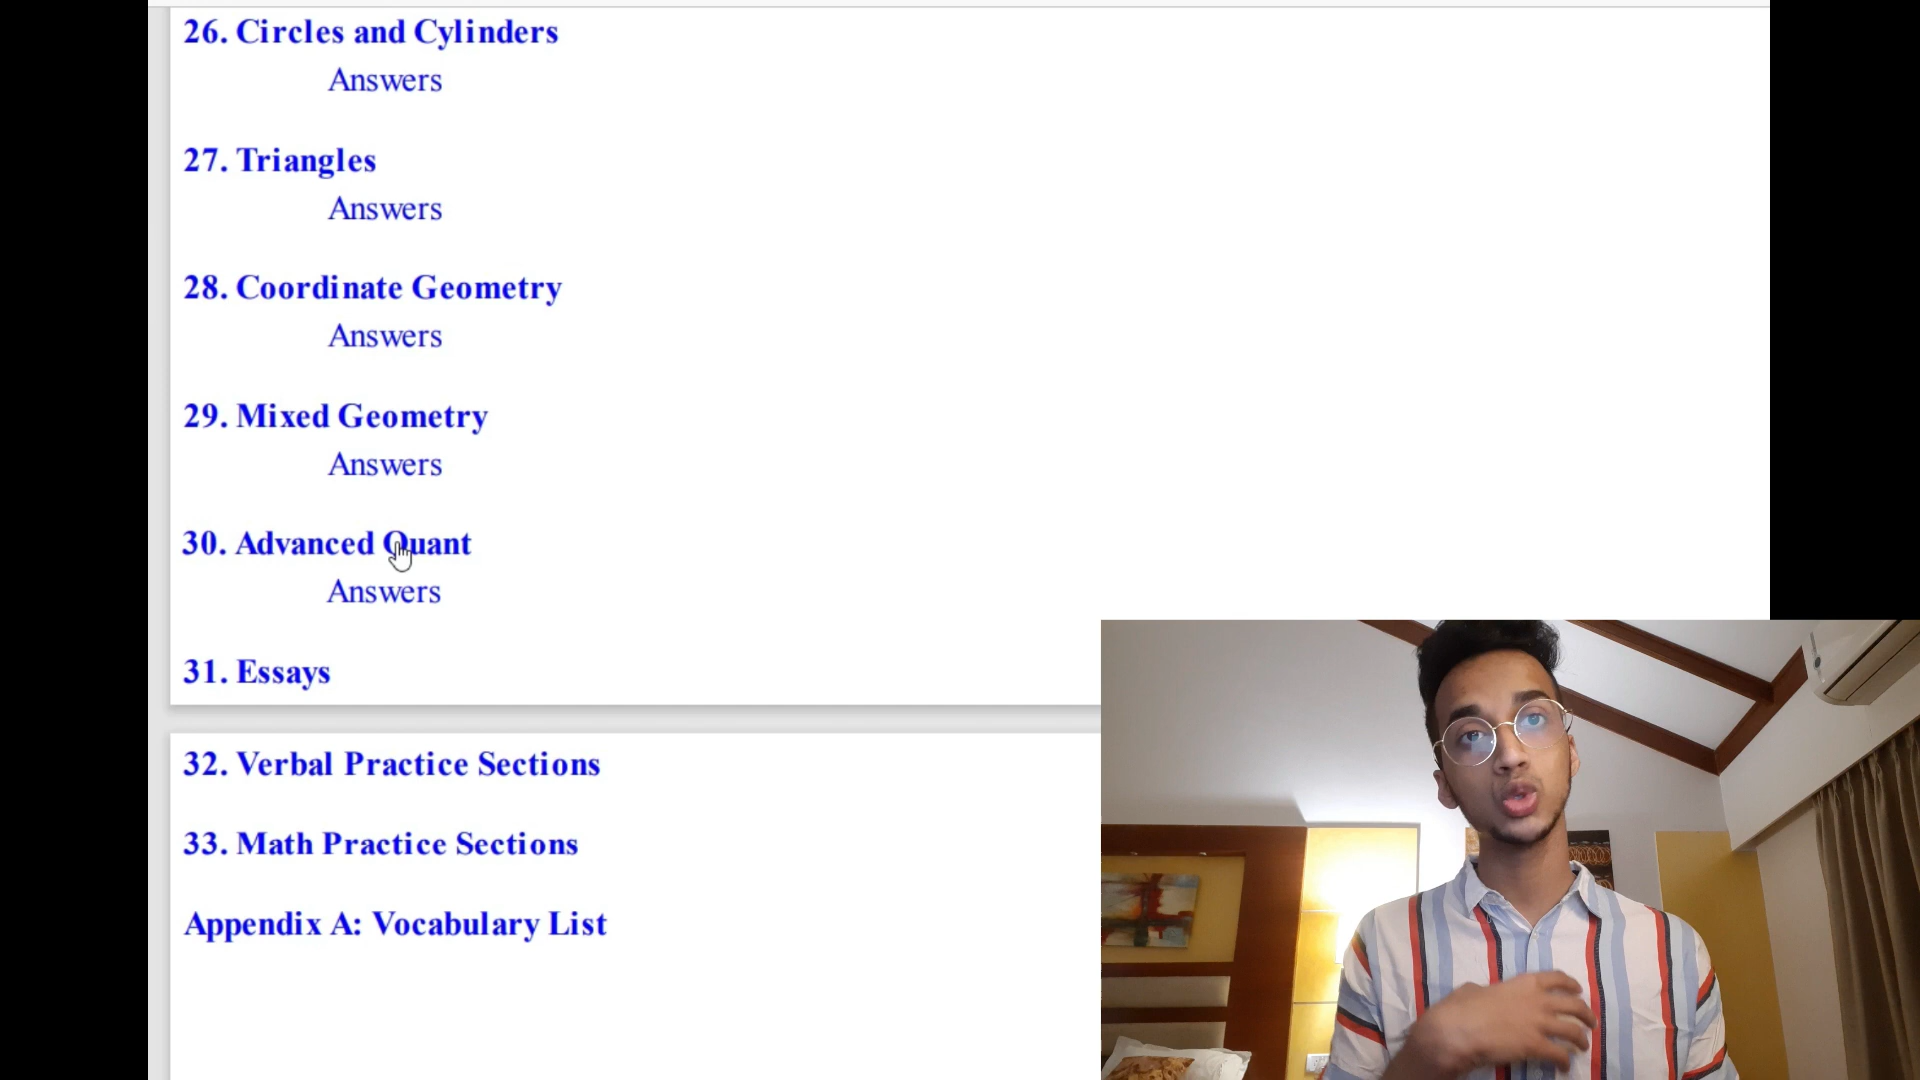 26. Circles and Cylinders
Answers
27. Triangles
Answers
28. Coordinate Geometry
Answers
29. Mixed Geometry
Answers
30. Advanced Quant
Answers
31. Essays
32. Verbal Practice Sections
33. Math Practice Sections
Appendix A: Vocabulary List